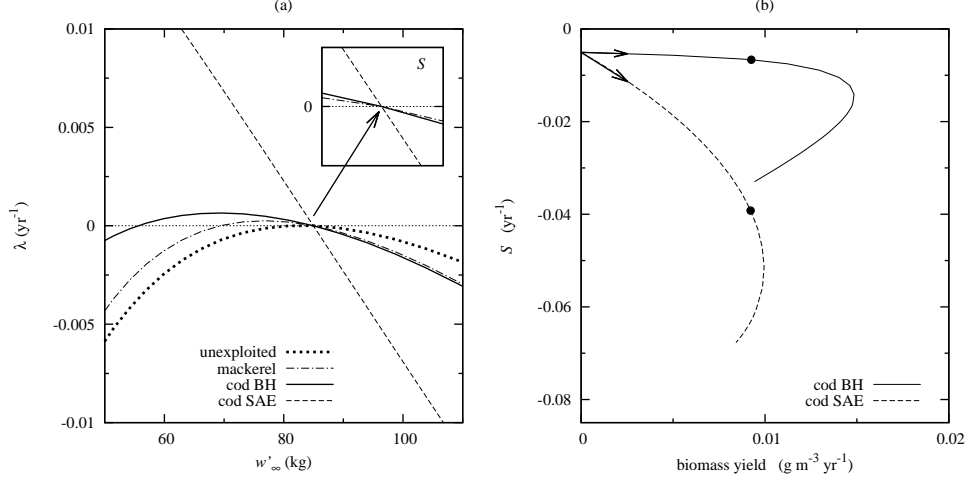 (a)
0.01
0.005
0
-0.005
-0.01
λ (yr⁻¹)
S
0
unexploited
mackerel
cod BH
cod SAE
60
80
100
w'∞ (kg)
(b)
0
-0.02
-0.04
-0.06
-0.08
S (yr⁻¹)
cod BH
cod SAE
0
0.01
0.02
biomass yield (g m⁻³ yr⁻¹)